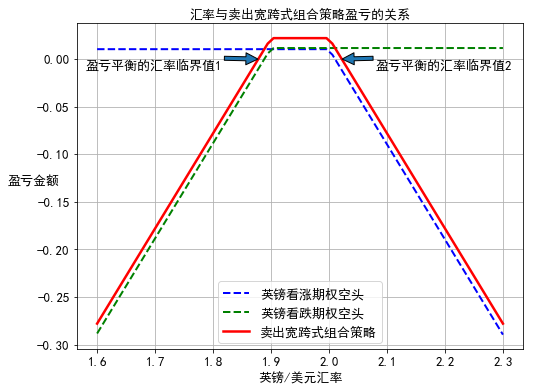 汇率与卖出宽跨式组合策略盈亏的关系
0.00
−0.05
−0.10
−0.15
−0.20
−0.25
−0.30
盈亏金额
盈亏平衡的汇率临界值1
盈亏平衡的汇率临界值2
英镑看涨期权空头
英镑看跌期权空头
卖出宽跨式组合策略
1.6 1.7 1.8 1.9 2.0 2.1 2.2 2.3
英镑/美元汇率